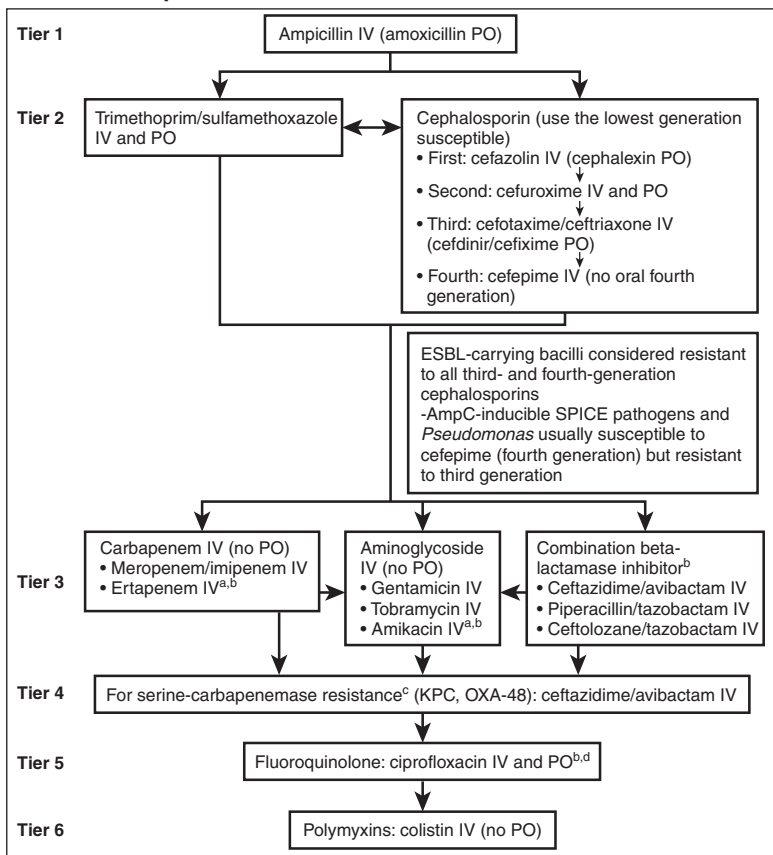 Tier 1
Ampicillin IV (amoxicillin PO)
Tier 2
Trimethoprim/sulfamethoxazole
IV and PO
Cephalosporin (use the lowest generation
susceptible)
• First: cefazolin IV (cephalexin PO)
• Second: cefuroxime IV and PO
• Third: cefotaxime/ceftriaxone IV
(cefdinir/cefixime PO)
• Fourth: cefepime IV (no oral fourth
generation)
ESBL-carrying bacilli considered resistant
to all third- and fourth-generation
cephalosporins
-AmpC-inducible SPICE pathogens and
Pseudomonas usually susceptible to
cefepime (fourth generation) but resistant
to third generation
Tier 3
Carbapenem IV (no PO)
• Meropenem/imipenem IV
• Ertapenem IVa,b
Aminoglycoside
IV (no PO)
• Gentamicin IV
• Tobramycin IV
• Amikacin IVa,b
Combination beta-
lactamase inhibitorb
• Ceftazidime/avibactam IV
• Piperacillin/tazobactam IV
• Ceftolozane/tazobactam IV
Tier 4
For serine-carbapenemase resistancec (KPC, OXA-48): ceftazidime/avibactam IV
Tier 5
Fluoroquinolone: ciprofloxacin IV and POb,d
Tier 6
Polymyxins: colistin IV (no PO)